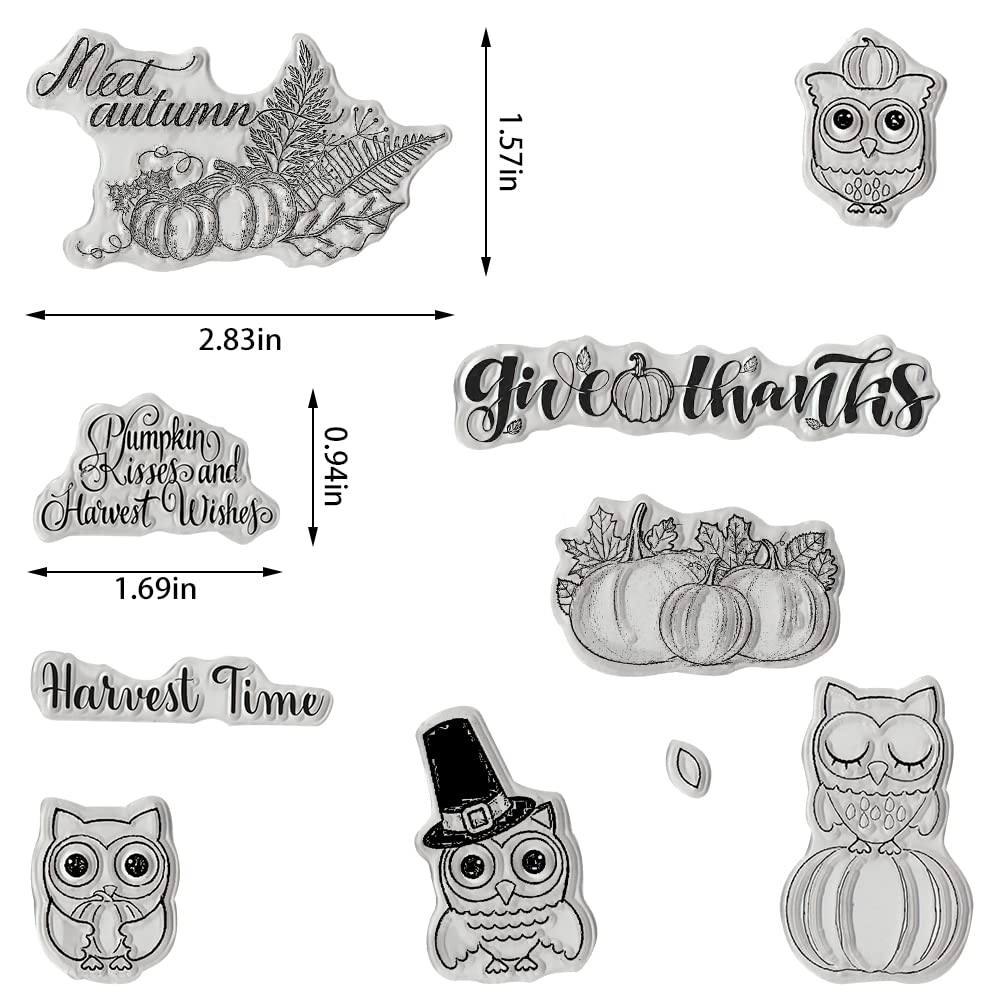 Meet
autumn
1.57in
2.83in
give thanks
Pumpkin
Kisses and
Harvest Wishes
0.94in
1.69in
Harvest Time